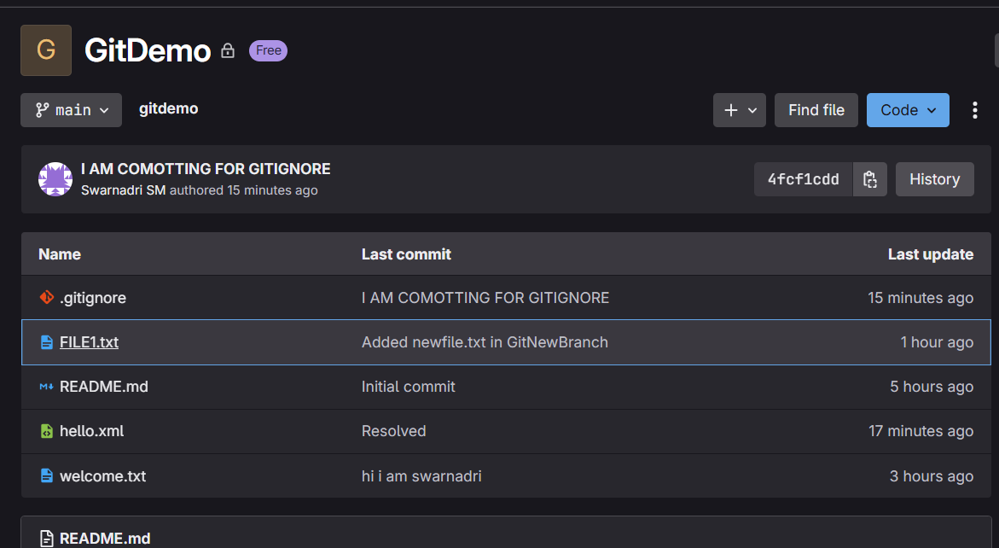 G GitDemo Free
main gitdemo Find file Code
I AM COMOTTING FOR GITIGNORE
Swarnadri SM authored 15 minutes ago
4fcf1cdd History
Name Last commit Last update
.gitignore I AM COMOTTING FOR GITIGNORE 15 minutes ago
FILE1.txt Added newfile.txt in GitNewBranch 1 hour ago
README.md Initial commit 5 hours ago
hello.xml Resolved 17 minutes ago
welcome.txt hi i am swarnadri 3 hours ago
README.md